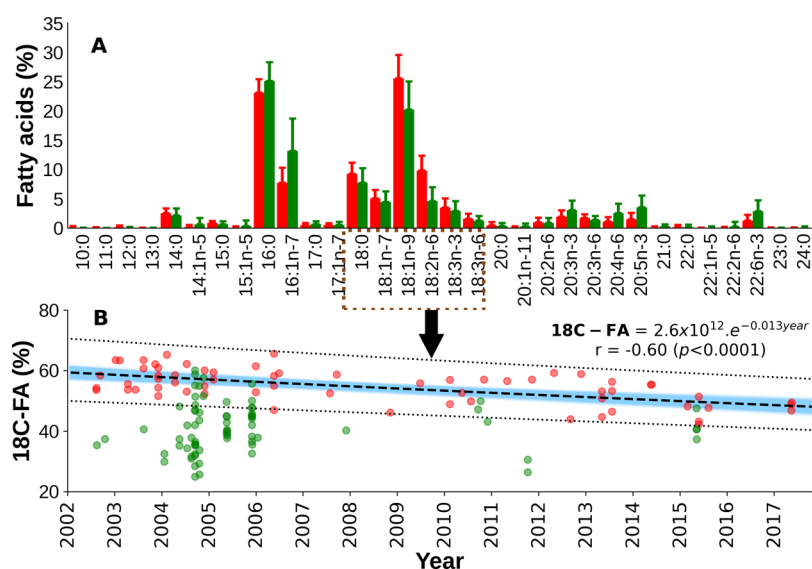 A
Fatty acids (%)
35
30
25
20
15
10
5
0
10:0
11:0
12:0
13:0
14:0
14:1n-5
15:0
15:1n-5
16:0
16:1n-7
17:0
17:1n-7
18:0
18:1n-7
18:1n-9
18:2n-6
18:3n-3
18:3n-6
20:0
20:1n-11
20:2n-6
20:3n-3
20:3n-6
20:4n-6
20:5n-3
21:0
22:0
22:1n-5
22:2n-6
22:6n-3
23:0
24:0
B
18C-FA (%)
80
60
40
20
18C – FA = 2.6x10¹².e⁻⁰·⁰¹³ʸᵉᵃʳ
r = -0.60 (p<0.0001)
2002
2003
2004
2005
2006
2007
2008
2009
2010
2011
2012
2013
2014
2015
2016
2017
Year